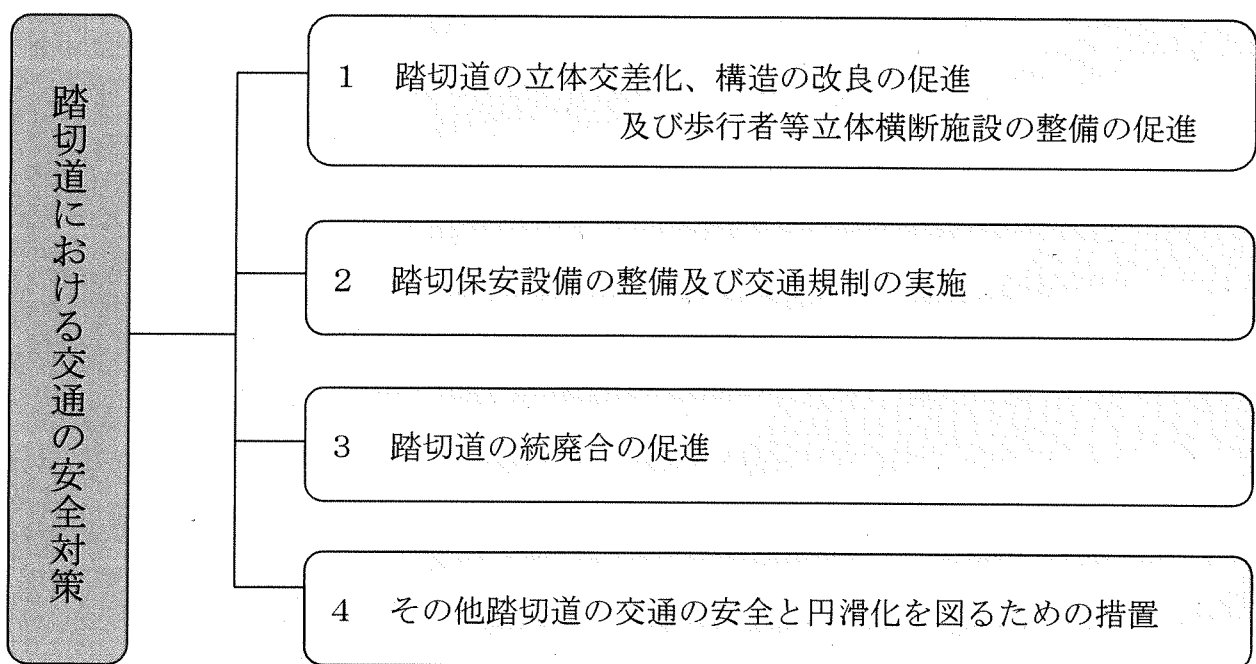 踏切道における交通の安全対策
1 踏切道の立体交差化、構造の改良の促進
及び歩行者等立体横断施設の整備の促進
2 踏切保安設備の整備及び交通規制の実施
3 踏切道の統廃合の促進
4 その他踏切道の交通の安全と円滑化を図るための措置